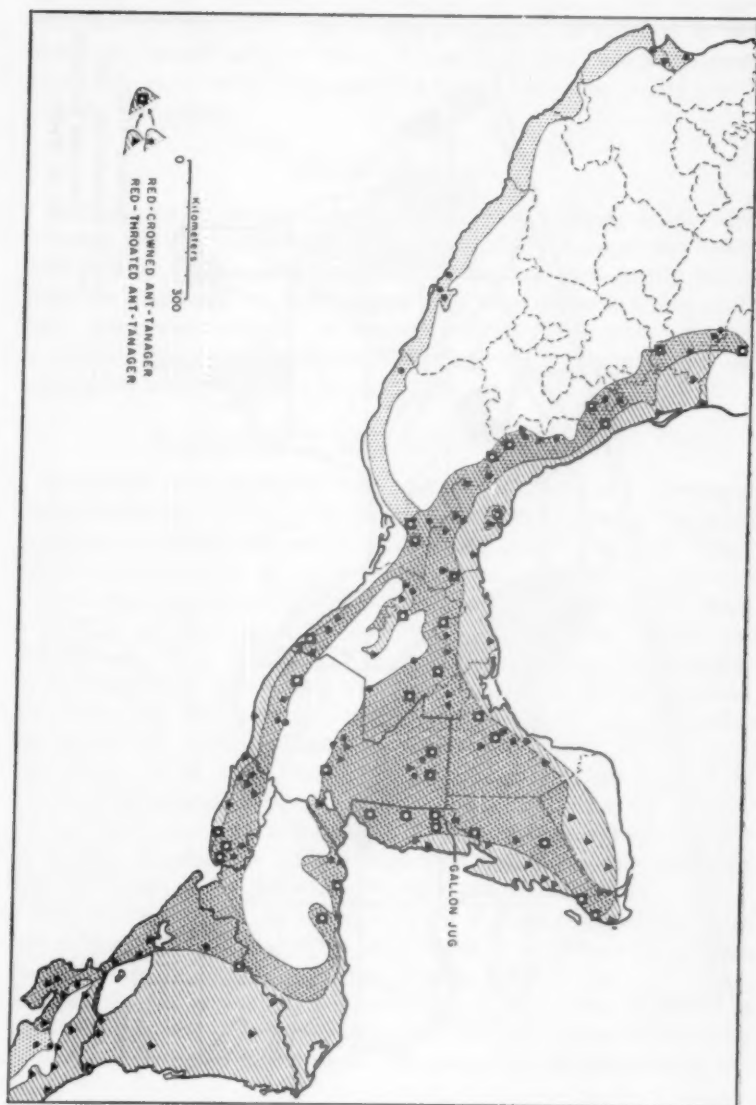 GALLON JUG
RED-CROWNED ANT-TANAGER
RED-THROATED ANT-TANAGER
Kilometers
0 300